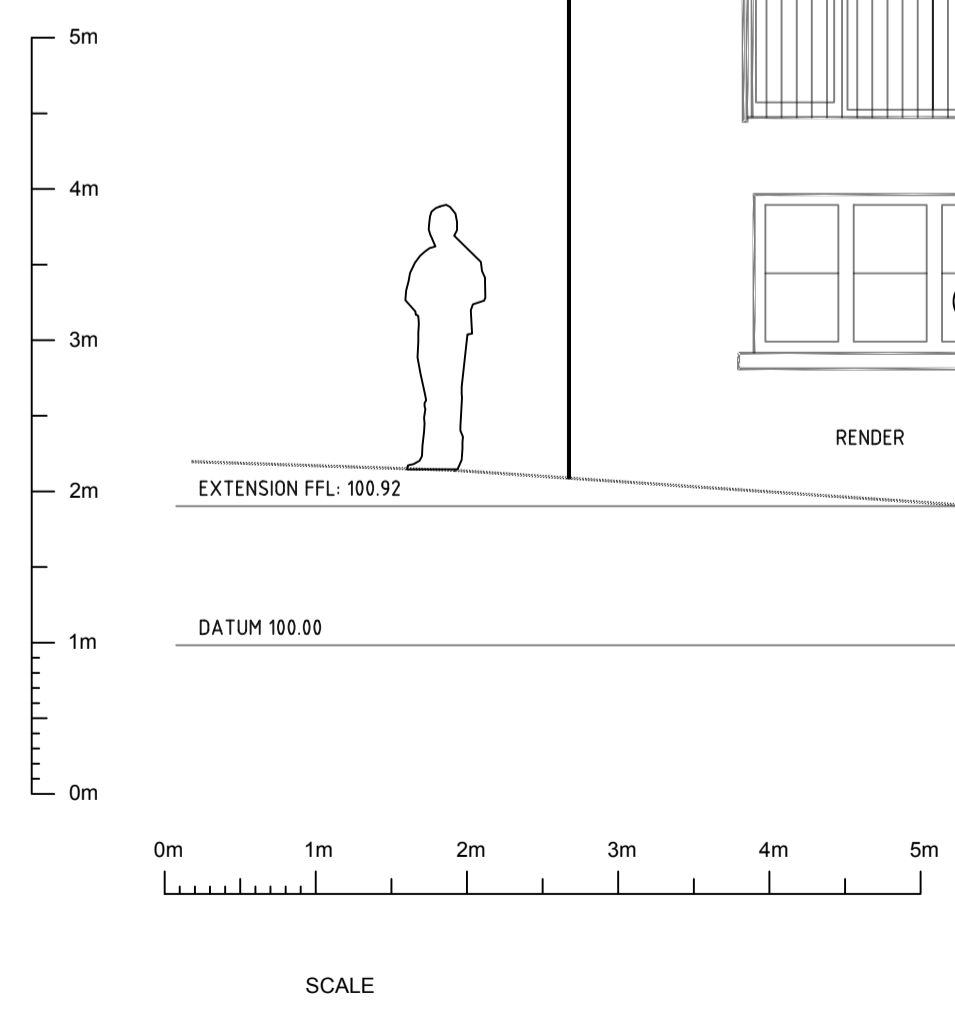 5m
4m
3m
RENDER
2m
EXTENSION FFL: 100.92
DATUM 100.00
1m
0m
0m 1m 2m 3m 4m 5m
SCALE